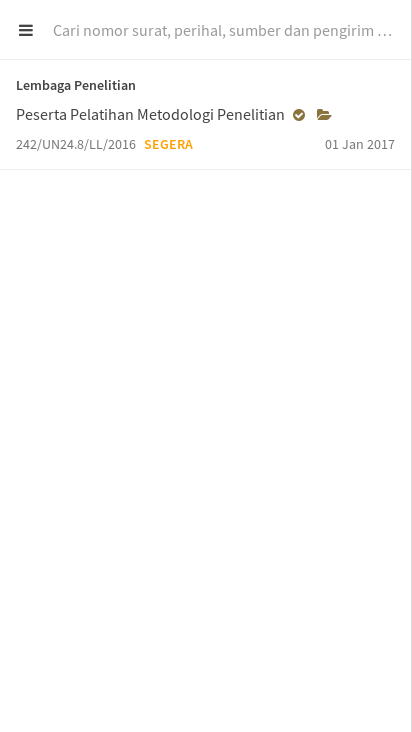 Cari nomor surat, perihal, sumber dan pengirim …
Lembaga Penelitian
Peserta Pelatihan Metodologi Penelitian
242/UN24.8/LL/2016 SEGERA 01 Jan 2017